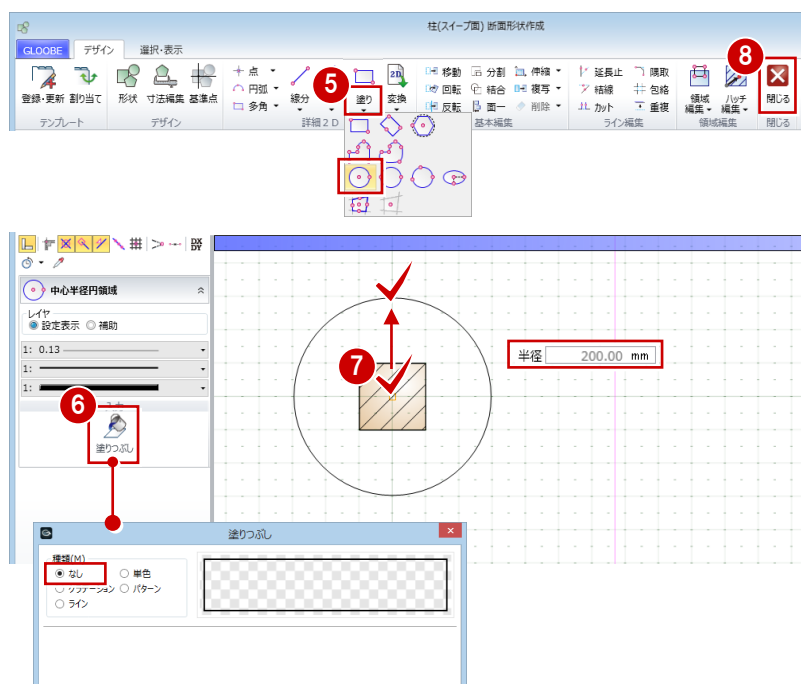 柱(スイープ面) 断面形状作成
GLOOBE デザイン 選択・表示
8
登録・更新 割り当て
テンプレート
形状 寸法編集 基準点
デザイン
点
円弧
多角
線分
5
塗り
変換
詳細2D
移動 分割 伸縮
回転 結合 複写
反転 面一 削除
基本編集
延長止 隅取
結線 包絡
カット 重複
ライン編集
領域編集
ハッチ編集
領域編集
閉じる
閉じる
DX
DY
中心半径円領域
レイヤ
設定表示 補助
1: 0.13
1:
1:
6
塗りつぶし
7
半径 200.00 mm
塗りつぶし
種類(M)
なし 単色
グラデーション パターン
ライン